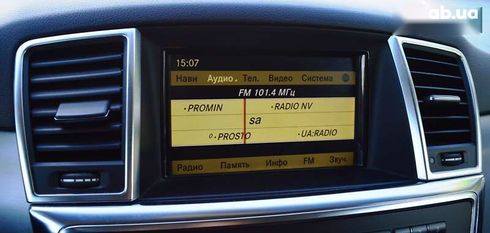 ab.ua
15:07
Нави Аудио Тел. Видео Система
FM 101.4 МГц
PROMIN RADIO NV
sa
PROSTO UA:RADIO
Радио Память Инфо FM Звук.